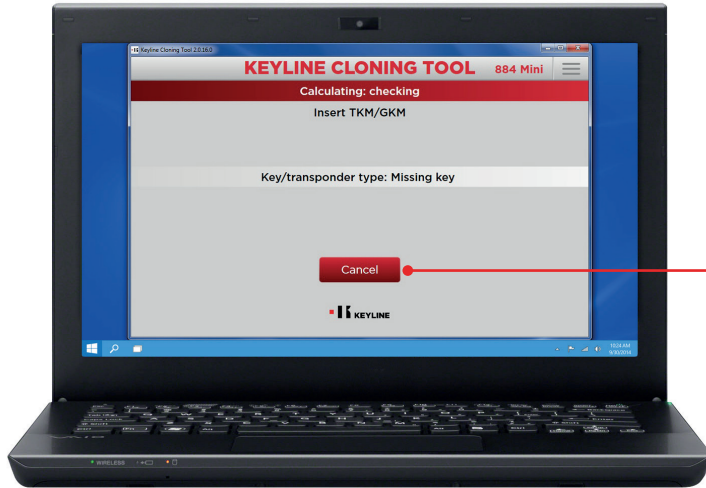 Keyline Cloning Tool 2.0.16.0
KEYLINE CLONING TOOL 884 Mini
Calculating: checking
Insert TKM/GKM
Key/transponder type: Missing key
Cancel
KEYLINE
10:24 AM
9/30/2014
WIRELESS